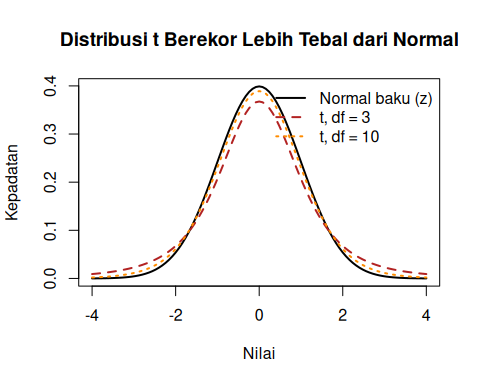 Distribusi t Berekor Lebih Tebal dari Normal
Normal baku (z)
t, df = 3
t, df = 10
Kepadatan
0.4
0.3
0.2
0.1
0.0
-4 -2 0 2 4
Nilai